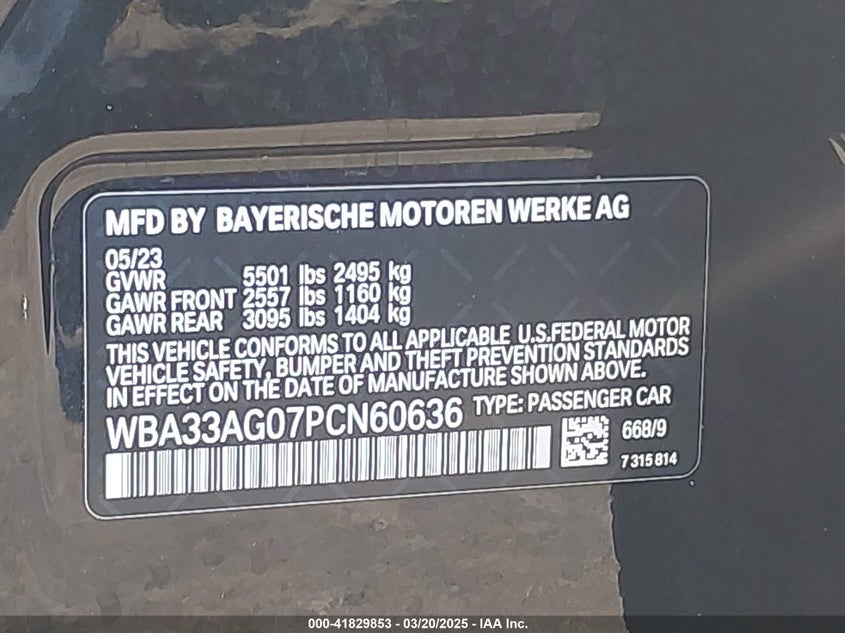 MFD BY BAYERISCHE MOTOREN WERKE AG
05/23
GVWR 5501 lbs 2495 kg
GAWR FRONT 2557 lbs 1160 kg
GAWR REAR 3095 lbs 1404 kg
THIS VEHICLE CONFORMS TO ALL APPLICABLE U.S.FEDERAL MOTOR
VEHICLE SAFETY, BUMPER AND THEFT PREVENTION STANDARDS
IN EFFECT ON THE DATE OF MANUFACTURE SHOWN ABOVE.
WBA33AG07PCN60636 TYPE: PASSENGER CAR
668/9
7 315 814
000-41829853 - 03/20/2025 - IAA Inc.